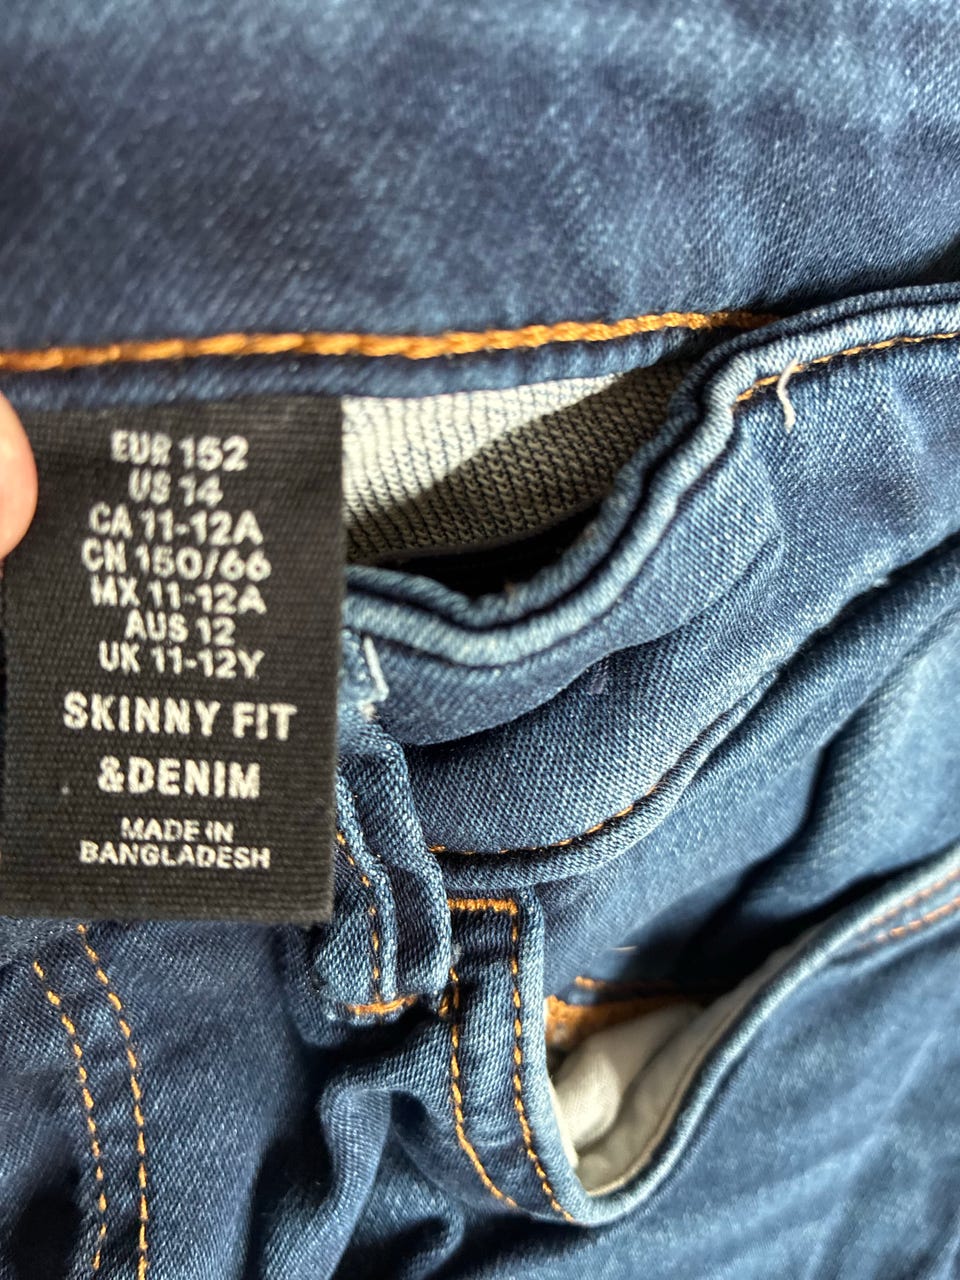 EUR 152
US 14
CA 11-12A
CN 150/66
MX 11-12A
AUS 12
UK 11-12Y
SKINNY FIT
&DENIM
MADE IN
BANGLADESH